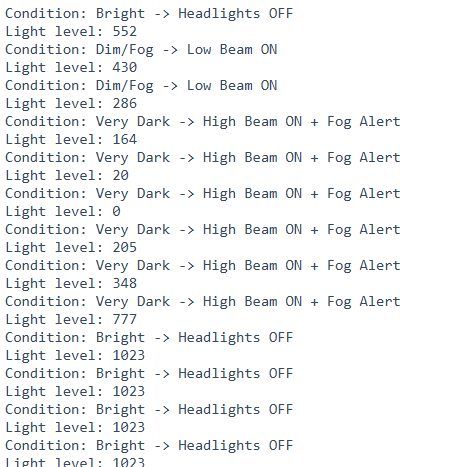 Condition: Bright -> Headlights OFF
Light level: 552
Condition: Dim/Fog -> Low Beam ON
Light level: 430
Condition: Dim/Fog -> Low Beam ON
Light level: 286
Condition: Very Dark -> High Beam ON + Fog Alert
Light level: 164
Condition: Very Dark -> High Beam ON + Fog Alert
Light level: 20
Condition: Very Dark -> High Beam ON + Fog Alert
Light level: 0
Condition: Very Dark -> High Beam ON + Fog Alert
Light level: 205
Condition: Very Dark -> High Beam ON + Fog Alert
Light level: 348
Condition: Very Dark -> High Beam ON + Fog Alert
Light level: 777
Condition: Bright -> Headlights OFF
Light level: 1023
Condition: Bright -> Headlights OFF
Light level: 1023
Condition: Bright -> Headlights OFF
Light level: 1023
Condition: Bright -> Headlights OFF
Light level: 1023